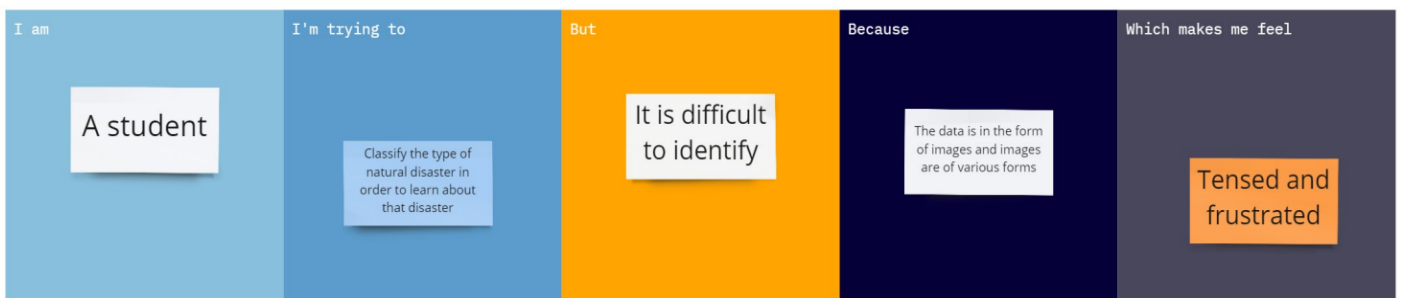 I am
A student
I'm trying to
Classify the type of
natural disaster in
order to learn about
that disaster
But
It is difficult
to identify
Because
The data is in the form
of images and images
are of various forms
Which makes me feel
Tensed and
frustrated